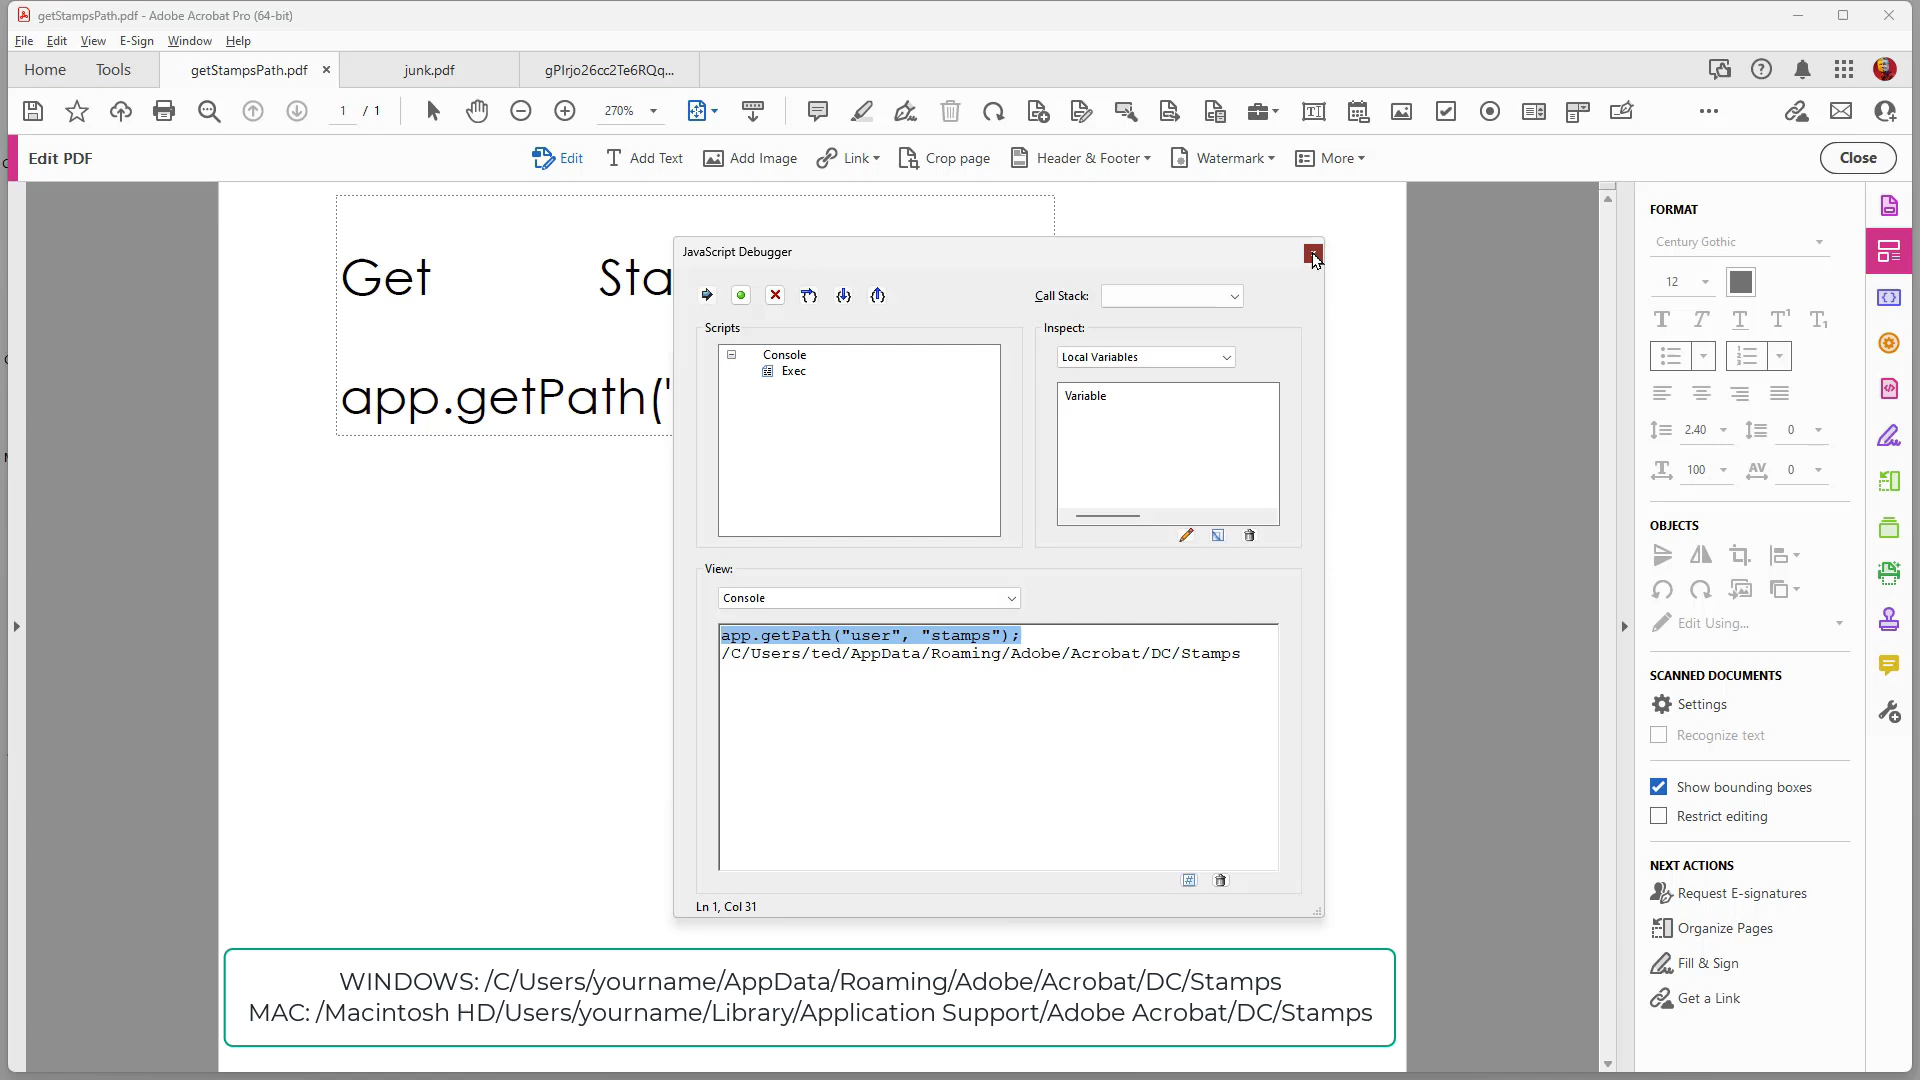 getStampsPath.pdf - Adobe Acrobat Pro (64-bit)
File Edit View E-Sign Window Help
Home Tools getStampsPath.pdf junk.pdf gPIrjo26cc2Te6RQq...
1 / 1 270%
Edit PDF Edit Add Text Add Image Link Crop page Header & Footer Watermark More Close
Get Sta
app.getPath("
JavaScript Debugger
Call Stack:
Scripts
Console
Exec
Inspect:
Local Variables
Variable
View:
Console
app.getPath("user", "stamps");
/C/Users/ted/AppData/Roaming/Adobe/Acrobat/DC/Stamps
Ln 1, Col 31
WINDOWS: /C/Users/yourname/AppData/Roaming/Adobe/Acrobat/DC/Stamps
MAC: /Macintosh HD/Users/yourname/Library/Application Support/Adobe Acrobat/DC/Stamps
FORMAT
Century Gothic
12
2.40 0
100 0
OBJECTS
Edit Using...
SCANNED DOCUMENTS
Settings
Recognize text
Show bounding boxes
Restrict editing
NEXT ACTIONS
Request E-signatures
Organize Pages
Fill & Sign
Get a Link